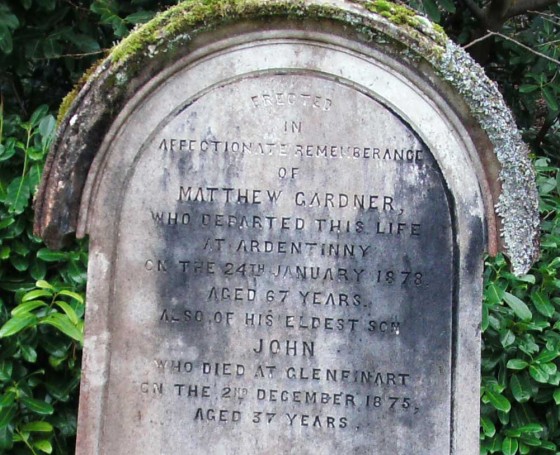 ERECTED
IN
AFFECTIONATE REMEMBERANCE
OF
MATTHEW GARDNER,
WHO DEPARTED THIS LIFE
AT ARDENTINNY
ON THE 24TH JANUARY 1878.
AGED 67 YEARS.
ALSO, OF HIS ELDEST SON
JOHN
WHO DIED AT GLENFINART
ON THE 2ND DECEMBER 1875,
AGED 37 YEARS,